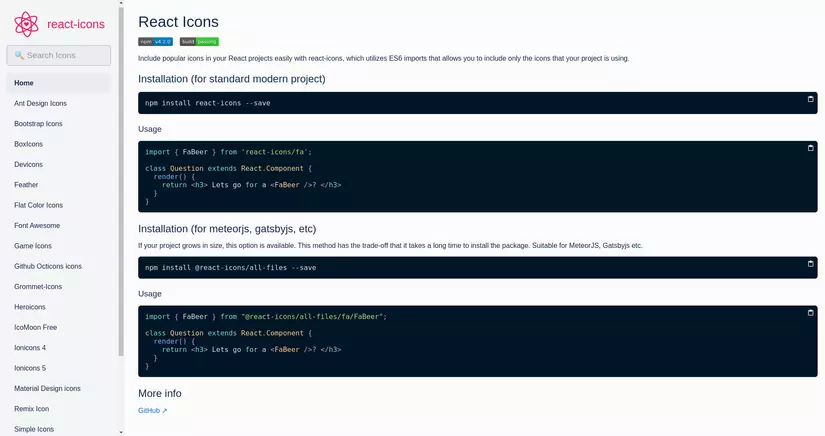 react-icons
🔍 Search Icons
Home
Ant Design Icons
Bootstrap Icons
BoxIcons
Devicons
Feather
Flat Color Icons
Font Awesome
Game Icons
Github Octicons icons
Grommet-Icons
Heroicons
IcoMoon Free
Ionicons 4
Ionicons 5
Material Design icons
Remix Icon
Simple Icons
React Icons
npm v4.2.0 build passing
Include popular icons in your React projects easily with react-icons, which utilizes ES6 imports that allows you to include only the icons that your project is using.
Installation (for standard modern project)
npm install react-icons --save
Usage
import { FaBeer } from 'react-icons/fa';
class Question extends React.Component {
render() {
return <h3> Lets go for a <FaBeer />? </h3>
}
}
Installation (for meteorjs, gatsbyjs, etc)
If your project grows in size, this option is available. This method has the trade-off that it takes a long time to install the package. Suitable for MeteorJS, Gatsbyjs etc.
npm install @react-icons/all-files --save
Usage
import { FaBeer } from "@react-icons/all-files/fa/FaBeer";
class Question extends React.Component {
render() {
return <h3> Lets go for a <FaBeer />? </h3>
}
}
More info
GitHub ↗